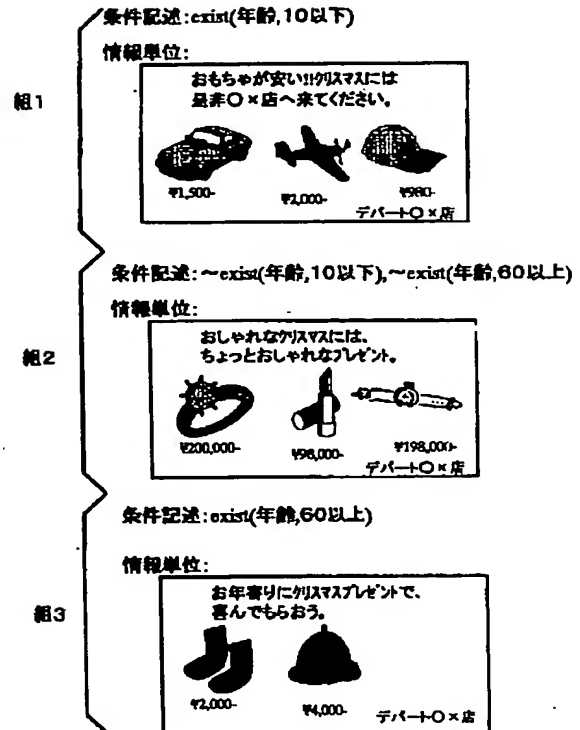 条件記述:exist(年齢,10以下)
情報単位:
組1
おもちゃが安い!!クリスマスには
是非○×店へ来てください。
¥1,500-
¥2,000-
¥980-
デパート○×店
条件記述:~exist(年齢,10以下),~exist(年齢,60以上)
情報単位:
組2
おしゃれなクリスマスには、
ちょっとおしゃれなプレゼント。
¥200,000-
¥98,000-
¥198,000-
デパート○×店
条件記述:exist(年齢,60以上)
情報単位:
組3
お年寄りにクリスマスプレゼントで、
喜んでもらおう。
¥2,000-
¥4,000-
デパート○×店